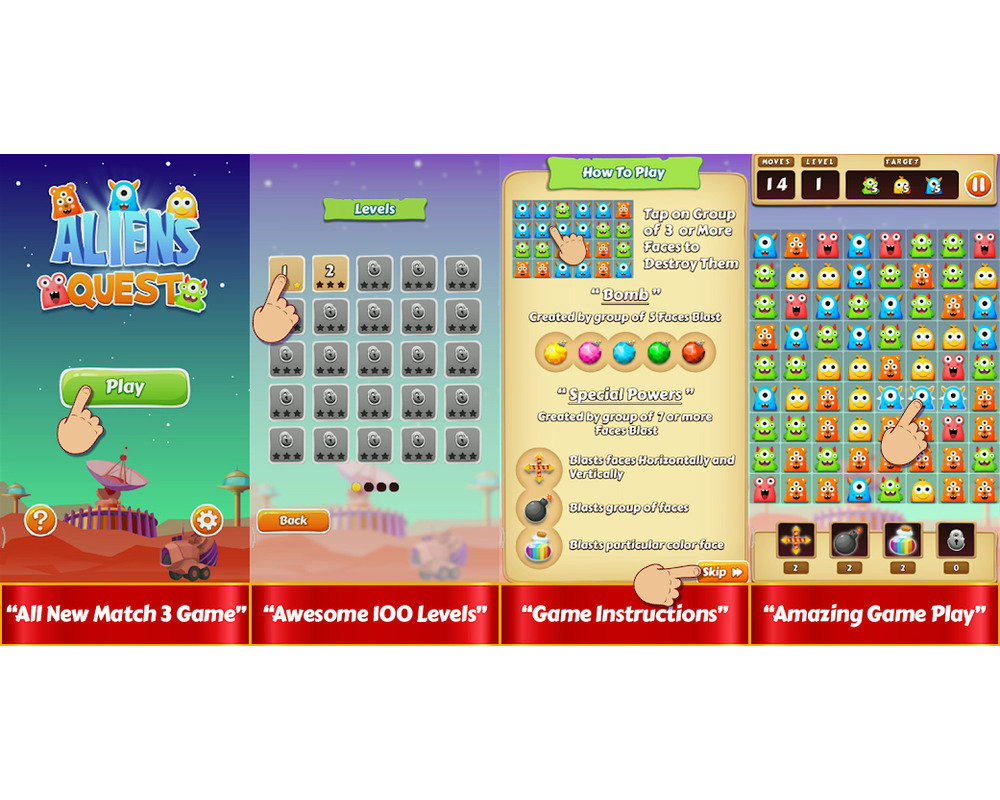 ALIENS
QUEST
Play
?
"All New Match 3 Game"
Levels
1
2
Back
"Awesome 100 Levels"
How To Play
Tap on Group
of 3 or More
Faces to
Destroy Them
"Bomb"
Created by group of 5 Faces Blast
"Special Powers"
Created by group of 7 or more
Faces Blast
Blasts faces Horizontally and
Vertically
Blasts group of faces
Blasts particular color face
Skip
"Game Instructions"
MOVES LEVEL TARGET
14 1
2 2 2 0
"Amazing Game Play"